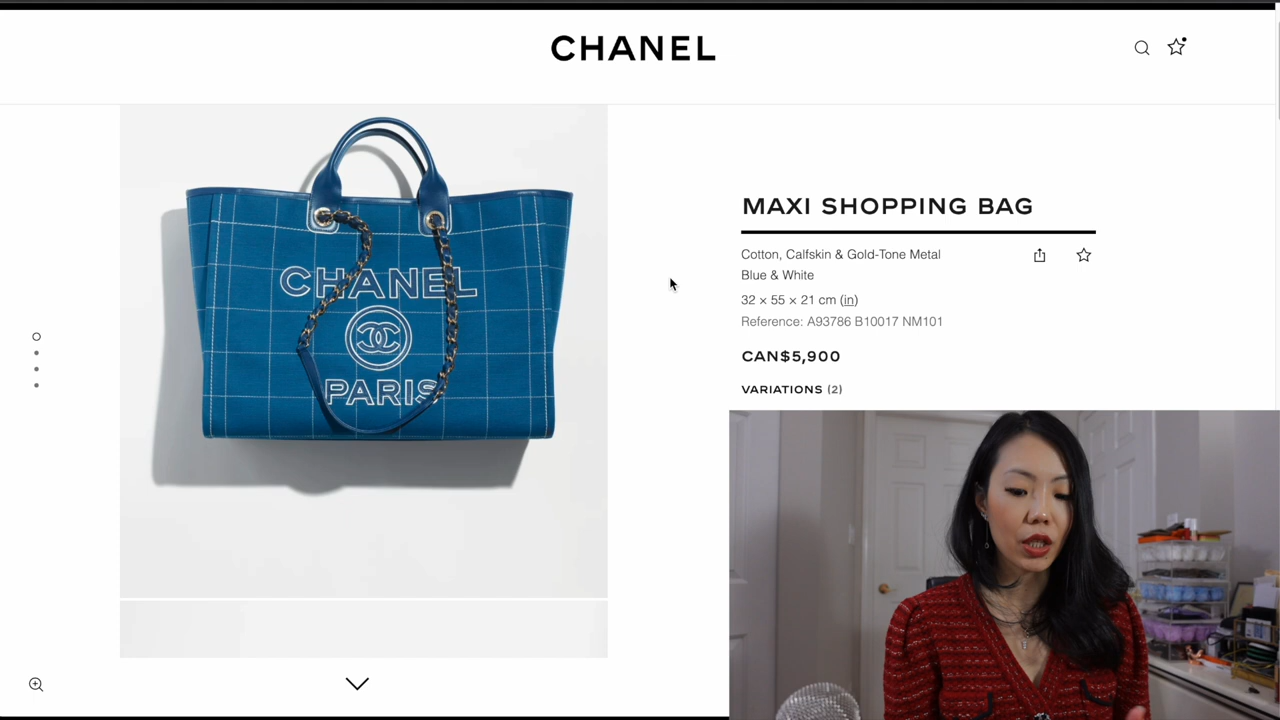 CHANEL
CHANEL
PARIS
MAXI SHOPPING BAG
Cotton, Calfskin & Gold-Tone Metal
Blue & White
32 × 55 × 21 cm (in)
Reference: A93786 B10017 NM101
CAN$5,900
VARIATIONS (2)